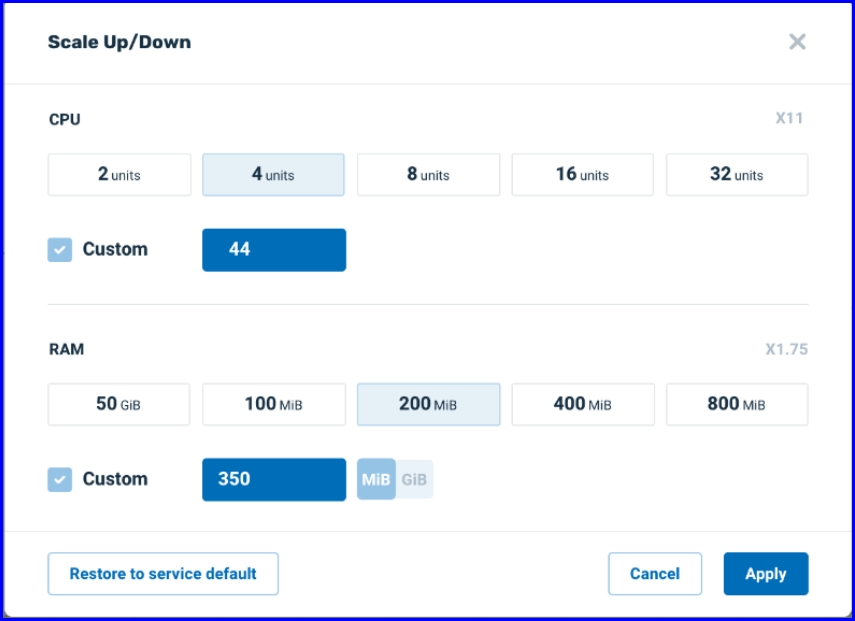 Scale Up/Down
CPU X11
2 units 4 units 8 units 16 units 32 units
Custom 44
RAM X1.75
50 GiB 100 MiB 200 MiB 400 MiB 800 MiB
Custom 350 MiB GiB
Restore to service default Cancel Apply